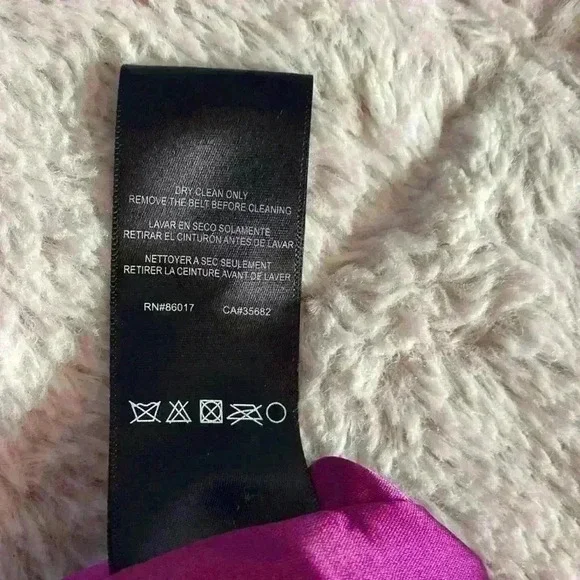 DRY CLEAN ONLY
REMOVE THE BELT BEFORE CLEANING
LAVAR EN SECO SOLAMENTE
RETIRAR EL CINTURÓN ANTES DE LAVAR
NETTOYER A SEC SEULEMENT
RETIRER LA CEINTURE AVANT DE LAVER
RN#86017 CA#35682